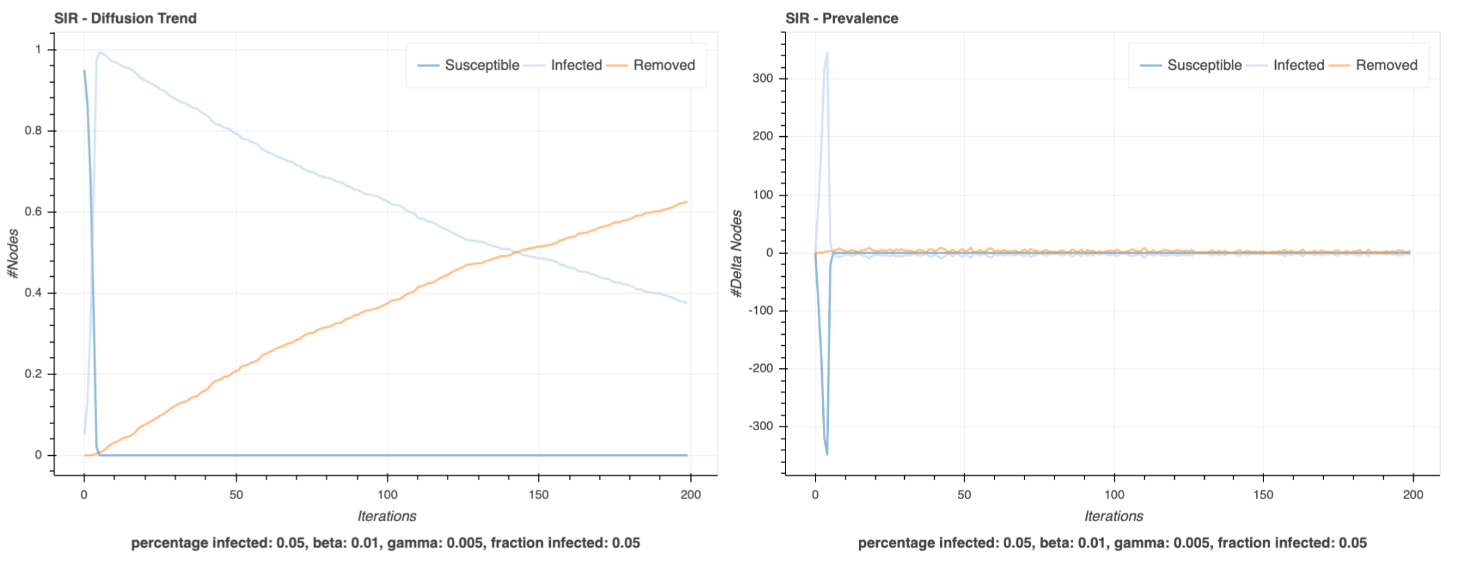 SIR - Diffusion Trend
Susceptible Infected Removed
1
0.8
0.6
0.4
0.2
0
#Nodes
0 50 100 150 200
Iterations
percentage infected: 0.05, beta: 0.01, gamma: 0.005, fraction infected: 0.05
SIR - Prevalence
Susceptible Infected Removed
300
200
100
0
-100
-200
-300
#Delta Nodes
0 50 100 150 200
Iterations
percentage infected: 0.05, beta: 0.01, gamma: 0.005, fraction infected: 0.05